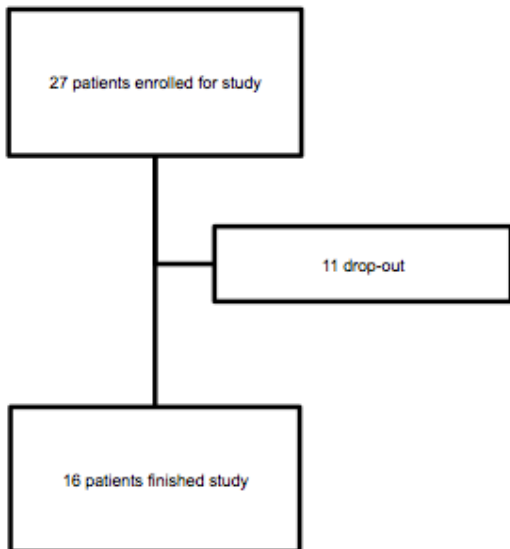 27 patients enrolled for study
11 drop-out
16 patients finished study